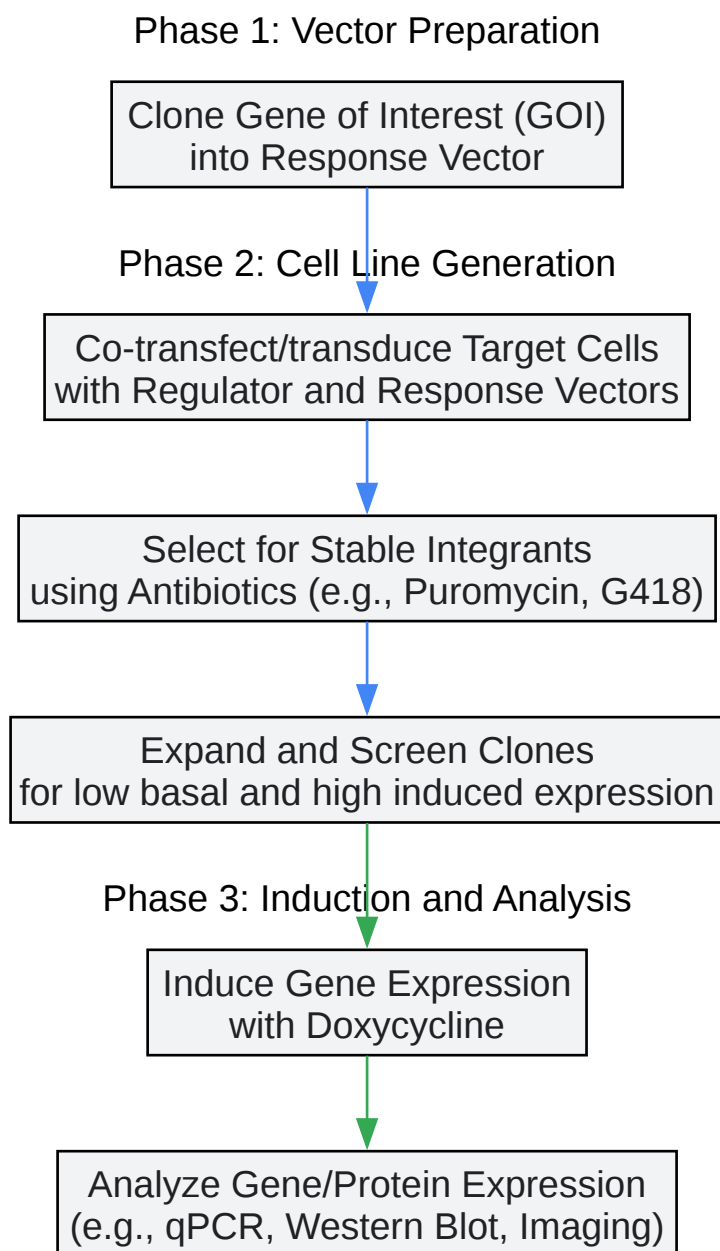 Phase 1: Vector Preparation
Clone Gene of Interest (GOI)
into Response Vector
Phase 2: Cell Line Generation
Co-transfect/transduce Target Cells
with Regulator and Response Vectors
Select for Stable Integrants
using Antibiotics (e.g., Puromycin, G418)
Expand and Screen Clones
for low basal and high induced expression
Phase 3: Induction and Analysis
Induce Gene Expression
with Doxycycline
Analyze Gene/Protein Expression
(e.g., qPCR, Western Blot, Imaging)